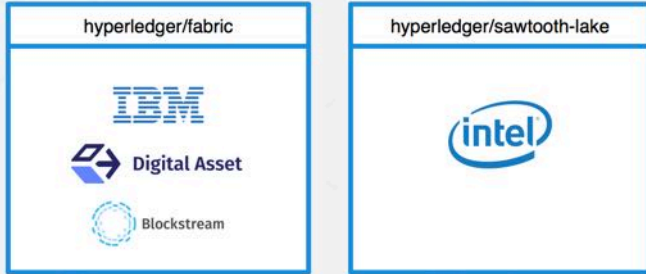 hyperledger/fabric
IBM
Digital Asset
Blockstream
hyperledger/sawtooth-lake
intel